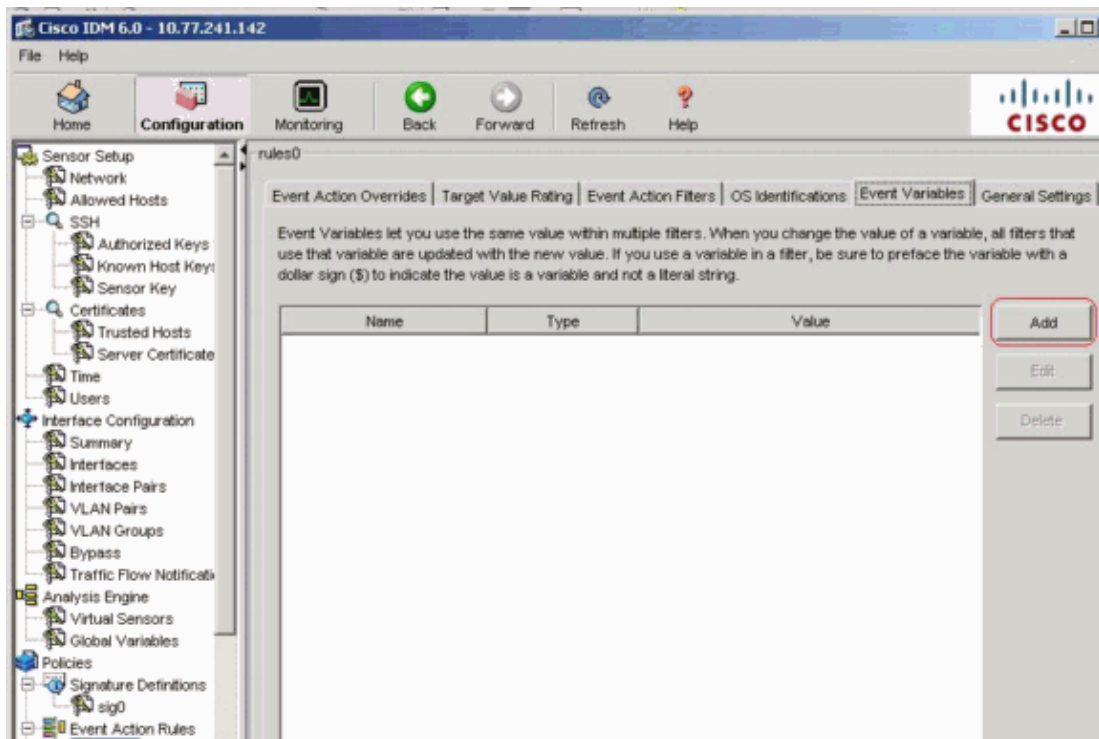 Cisco IDM 6.0 - 10.77.241.142
File Help
Home
Configuration
Monitoring
Back
Forward
Refresh
Help
CISCO
Sensor Setup
Network
Allowed Hosts
SSH
Authorized Keys
Known Host Keys
Sensor Key
Certificates
Trusted Hosts
Server Certificate
Time
Users
Interface Configuration
Summary
Interfaces
Interface Pairs
VLAN Pairs
VLAN Groups
Bypass
Traffic Flow Notificati
Analysis Engine
Virtual Sensors
Global Variables
Policies
Signature Definitions
sig0
Event Action Rules
rules0
Event Action Overrides
Target Value Rating
Event Action Filters
OS Identifications
Event Variables
General Settings
Event Variables let you use the same value within multiple filters. When you change the value of a variable, all filters that
use that variable are updated with the new value. If you use a variable in a filter, be sure to preface the variable with a
dollar sign ($) to indicate the value is a variable and not a literal string.
Name
Type
Value
Add
Edit
Delete